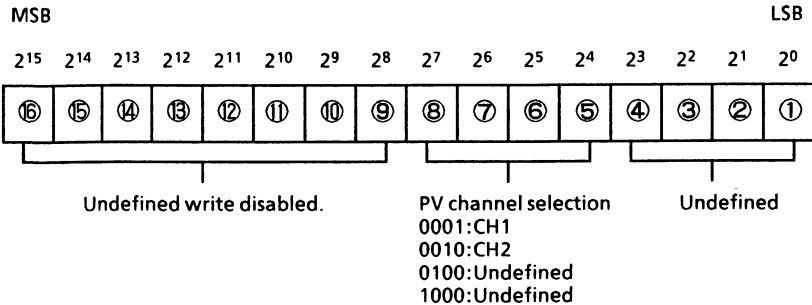 MSB LSB
2¹⁵ 2¹⁴ 2¹³ 2¹² 2¹¹ 2¹⁰ 2⁹ 2⁸ 2⁷ 2⁶ 2⁵ 2⁴ 2³ 2² 2¹ 2⁰
⑯ ⑮ ⑭ ⑬ ⑫ ⑪ ⑩ ⑨ ⑧ ⑦ ⑥ ⑤ ④ ③ ② ①
Undefined write disabled. PV channel selection Undefined
0001:CH1
0010:CH2
0100:Undefined
1000:Undefined